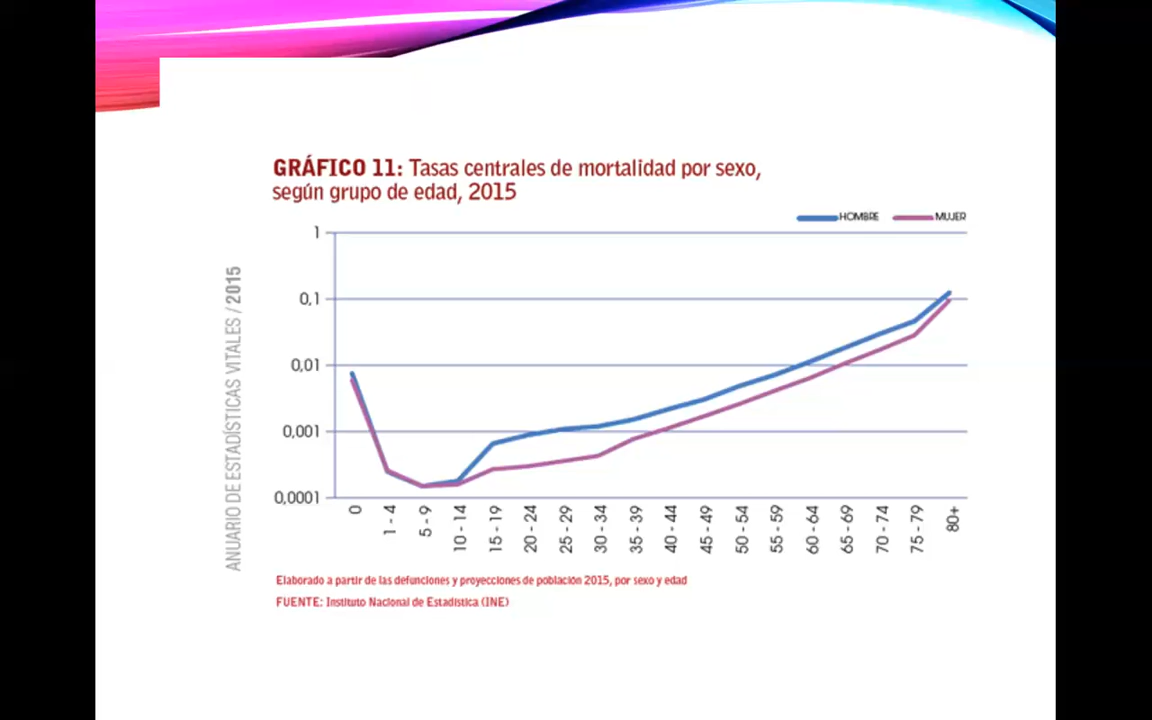 GRÁFICO 11: Tasas centrales de mortalidad por sexo,
según grupo de edad, 2015
HOMBRE MUJER
1
0,1
0,01
0,001
0,0001
0
1 - 4
5 - 9
10 - 14
15 - 19
20 - 24
25 - 29
30 - 34
35 - 39
40 - 44
45 - 49
50 - 54
55 - 59
60 - 64
65 - 69
70 - 74
75 - 79
80+
ANUARIO DE ESTADÍSTICAS VITALES / 2015
Elaborado a partir de las defunciones y proyecciones de población 2015, por sexo y edad
FUENTE: Instituto Nacional de Estadística (INE)